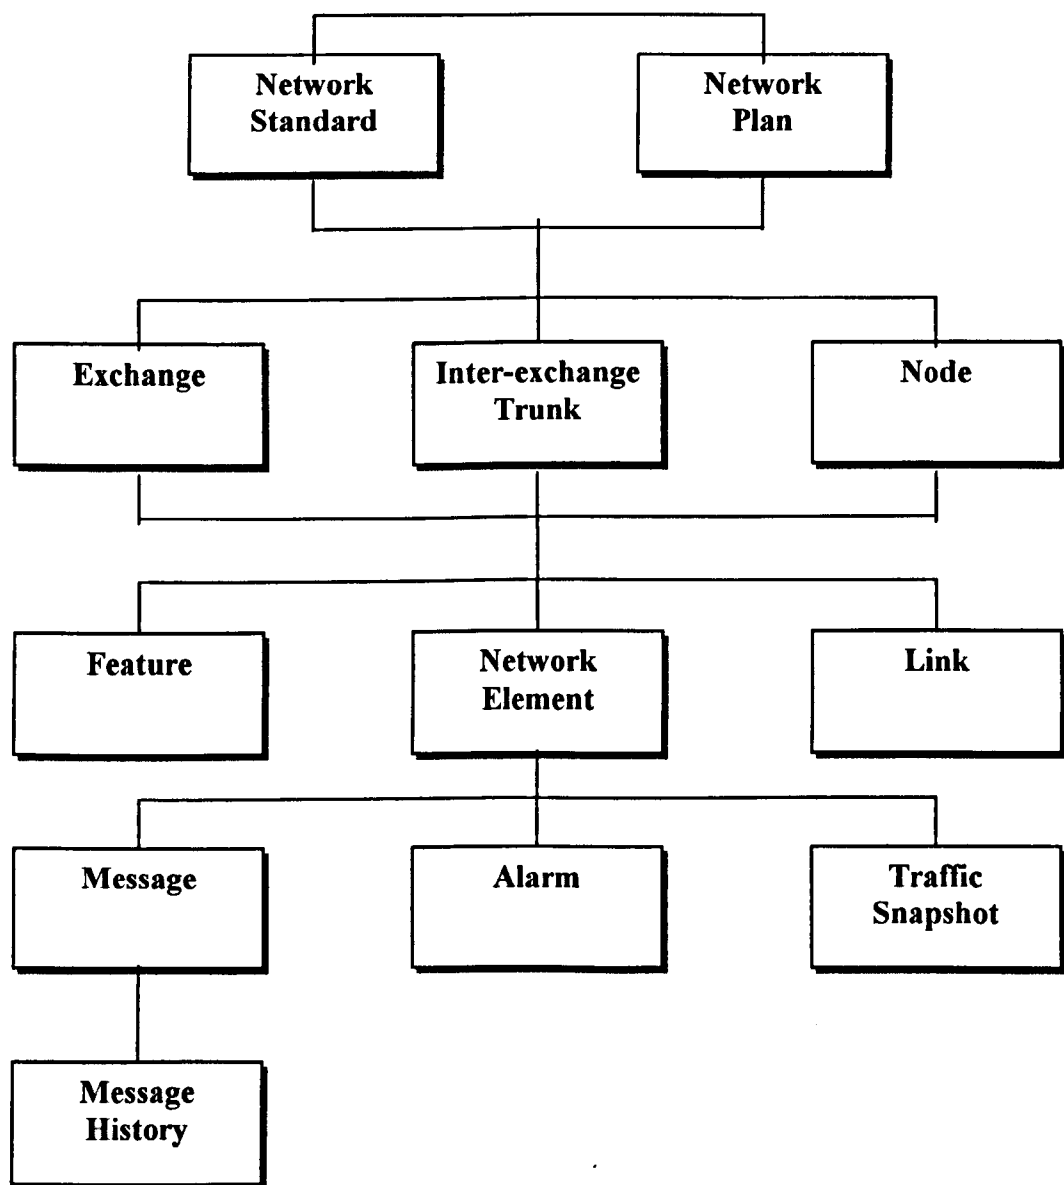 Network
Standard
Network
Plan
Exchange
Inter-exchange
Trunk
Node
Feature
Network
Element
Link
Message
Alarm
Traffic
Snapshot
Message
History